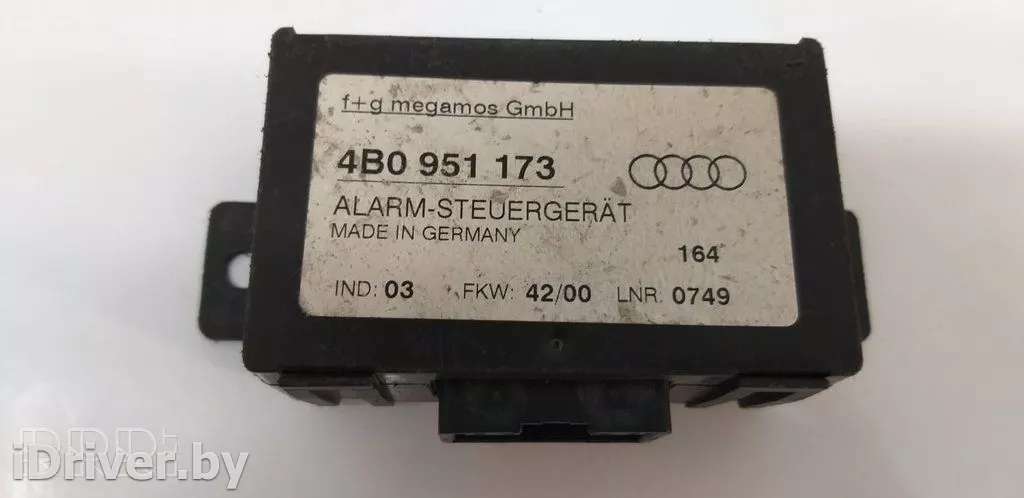 f+g megamos GmbH
4B0 951 173
ALARM-STEUERGERÄT
MADE IN GERMANY
164
IND: 03 FKW: 42/00 LNR: 0749
iDriver.by